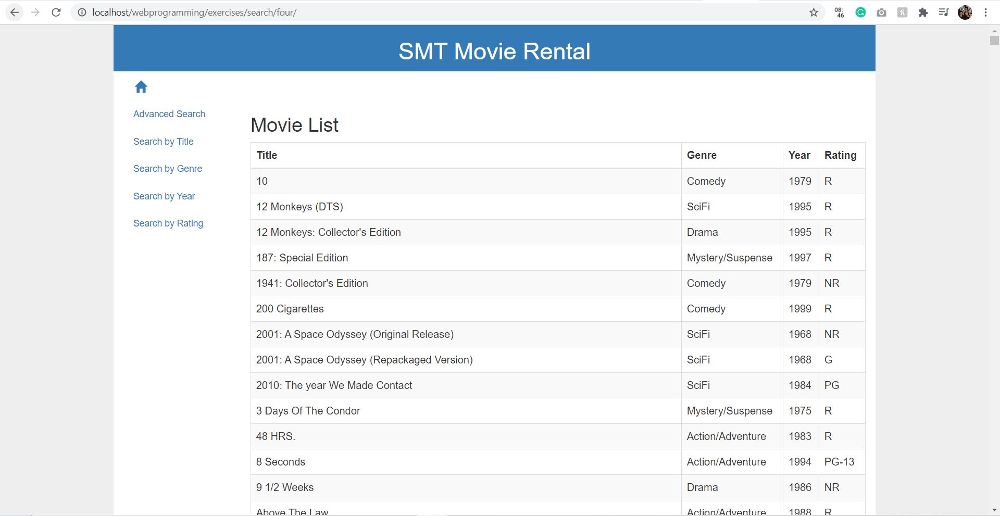 localhost/webprogramming/exercises/search/four/
08:
46
SMT Movie Rental
Advanced Search
Search by Title
Search by Genre
Search by Year
Search by Rating
Movie List
Title Genre Year Rating
10 Comedy 1979 R
12 Monkeys (DTS) SciFi 1995 R
12 Monkeys: Collector's Edition Drama 1995 R
187: Special Edition Mystery/Suspense 1997 R
1941: Collector's Edition Comedy 1979 NR
200 Cigarettes Comedy 1999 R
2001: A Space Odyssey (Original Release) SciFi 1968 NR
2001: A Space Odyssey (Repackaged Version) SciFi 1968 G
2010: The year We Made Contact SciFi 1984 PG
3 Days Of The Condor Mystery/Suspense 1975 R
48 HRS. Action/Adventure 1983 R
8 Seconds Action/Adventure 1994 PG-13
9 1/2 Weeks Drama 1986 NR
Above The Law Action/Adventure 1988 R